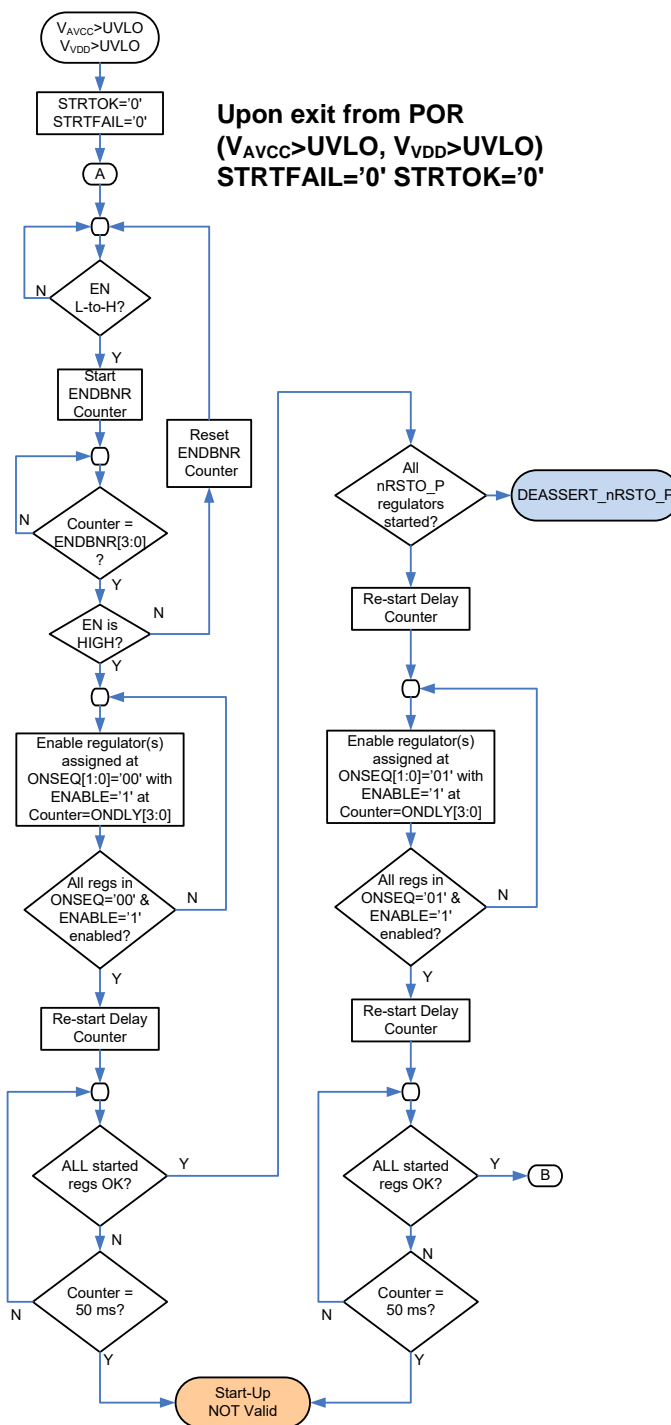 V_AVCC>UVLO
V_VDD>UVLO
STRTOK='0'
STRTFAIL='0'
Upon exit from POR
(V_AVCC>UVLO, V_VDD>UVLO)
STRTFAIL='0' STRTOK='0'
A
EN
L-to-H?
N
Y
Start
ENDBNR
Counter
Reset
ENDBNR
Counter
Counter =
ENDBNR[3:0]
?
N
Y
EN is
HIGH?
N
Y
Enable regulator(s)
assigned at
ONSEQ[1:0]='00' with
ENABLE='1' at
Counter=ONDLY[3:0]
All regs in
ONSEQ='00' &
ENABLE='1'
enabled?
N
Y
Re-start Delay
Counter
ALL started
regs OK?
Y
N
Counter =
50 ms?
N
Y
All
nRSTO_P
regulators
started?
DEASSERT_nRSTO_P
Re-start Delay
Counter
Enable regulator(s)
assigned at
ONSEQ[1:0]='01' with
ENABLE='1' at
Counter=ONDLY[3:0]
All regs in
ONSEQ='01' &
ENABLE='1'
enabled?
N
Y
Re-start Delay
Counter
ALL started
regs OK?
Y
B
N
Counter =
50 ms?
N
Y
Start-Up
NOT Valid